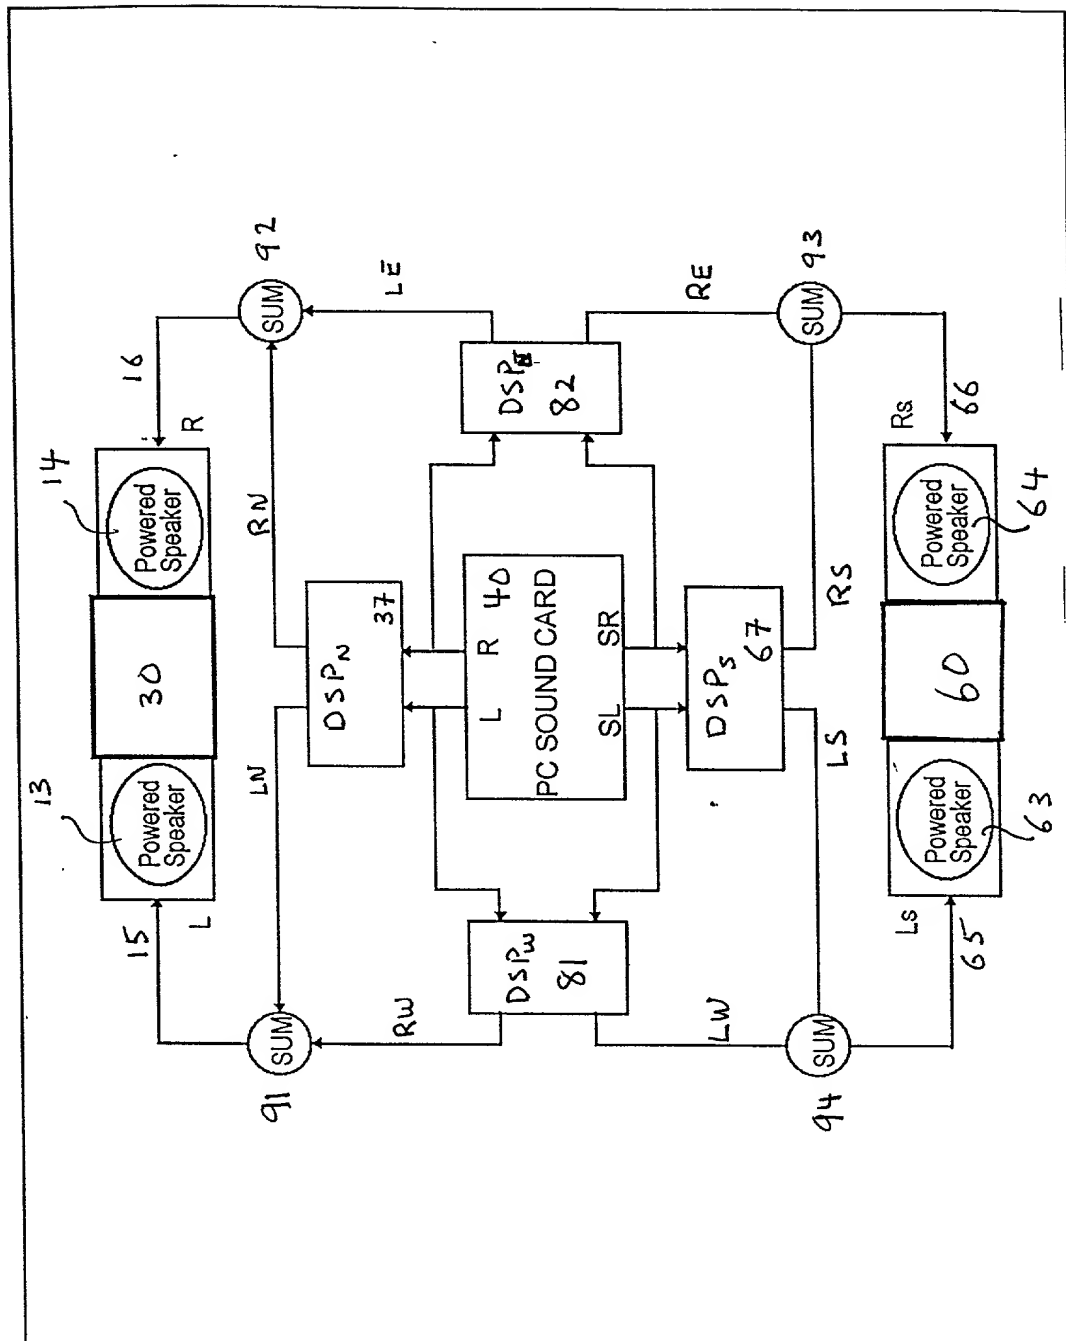 92
93
16
LE
RE
66
R
Rs
14
64
Powered
Speaker
Powered
Speaker
SUM
SUM
RN
RS
DSP
82
30
60
37
DSPN
R
L
40
PC SOUND CARD
SR
SL
DSPS
67
LN
LS
13
63
Powered
Speaker
Powered
Speaker
15
L
Ls
65
DSPW
81
RW
LW
SUM
SUM
91
94